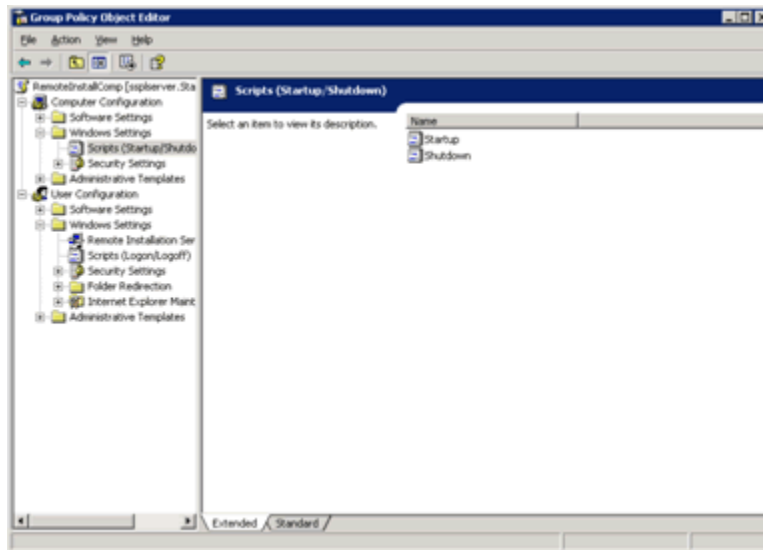 Group Policy Object Editor
File Action View Help
RemoteInstallComp [ssplserver.Sta
Computer Configuration
Software Settings
Windows Settings
Scripts (Startup/Shutdo
Security Settings
Administrative Templates
User Configuration
Software Settings
Windows Settings
Remote Installation Ser
Scripts (Logon/Logoff)
Security Settings
Folder Redirection
Internet Explorer Maint
Administrative Templates
Scripts (Startup/Shutdown)
Select an item to view its description.
Name
Startup
Shutdown
Extended Standard